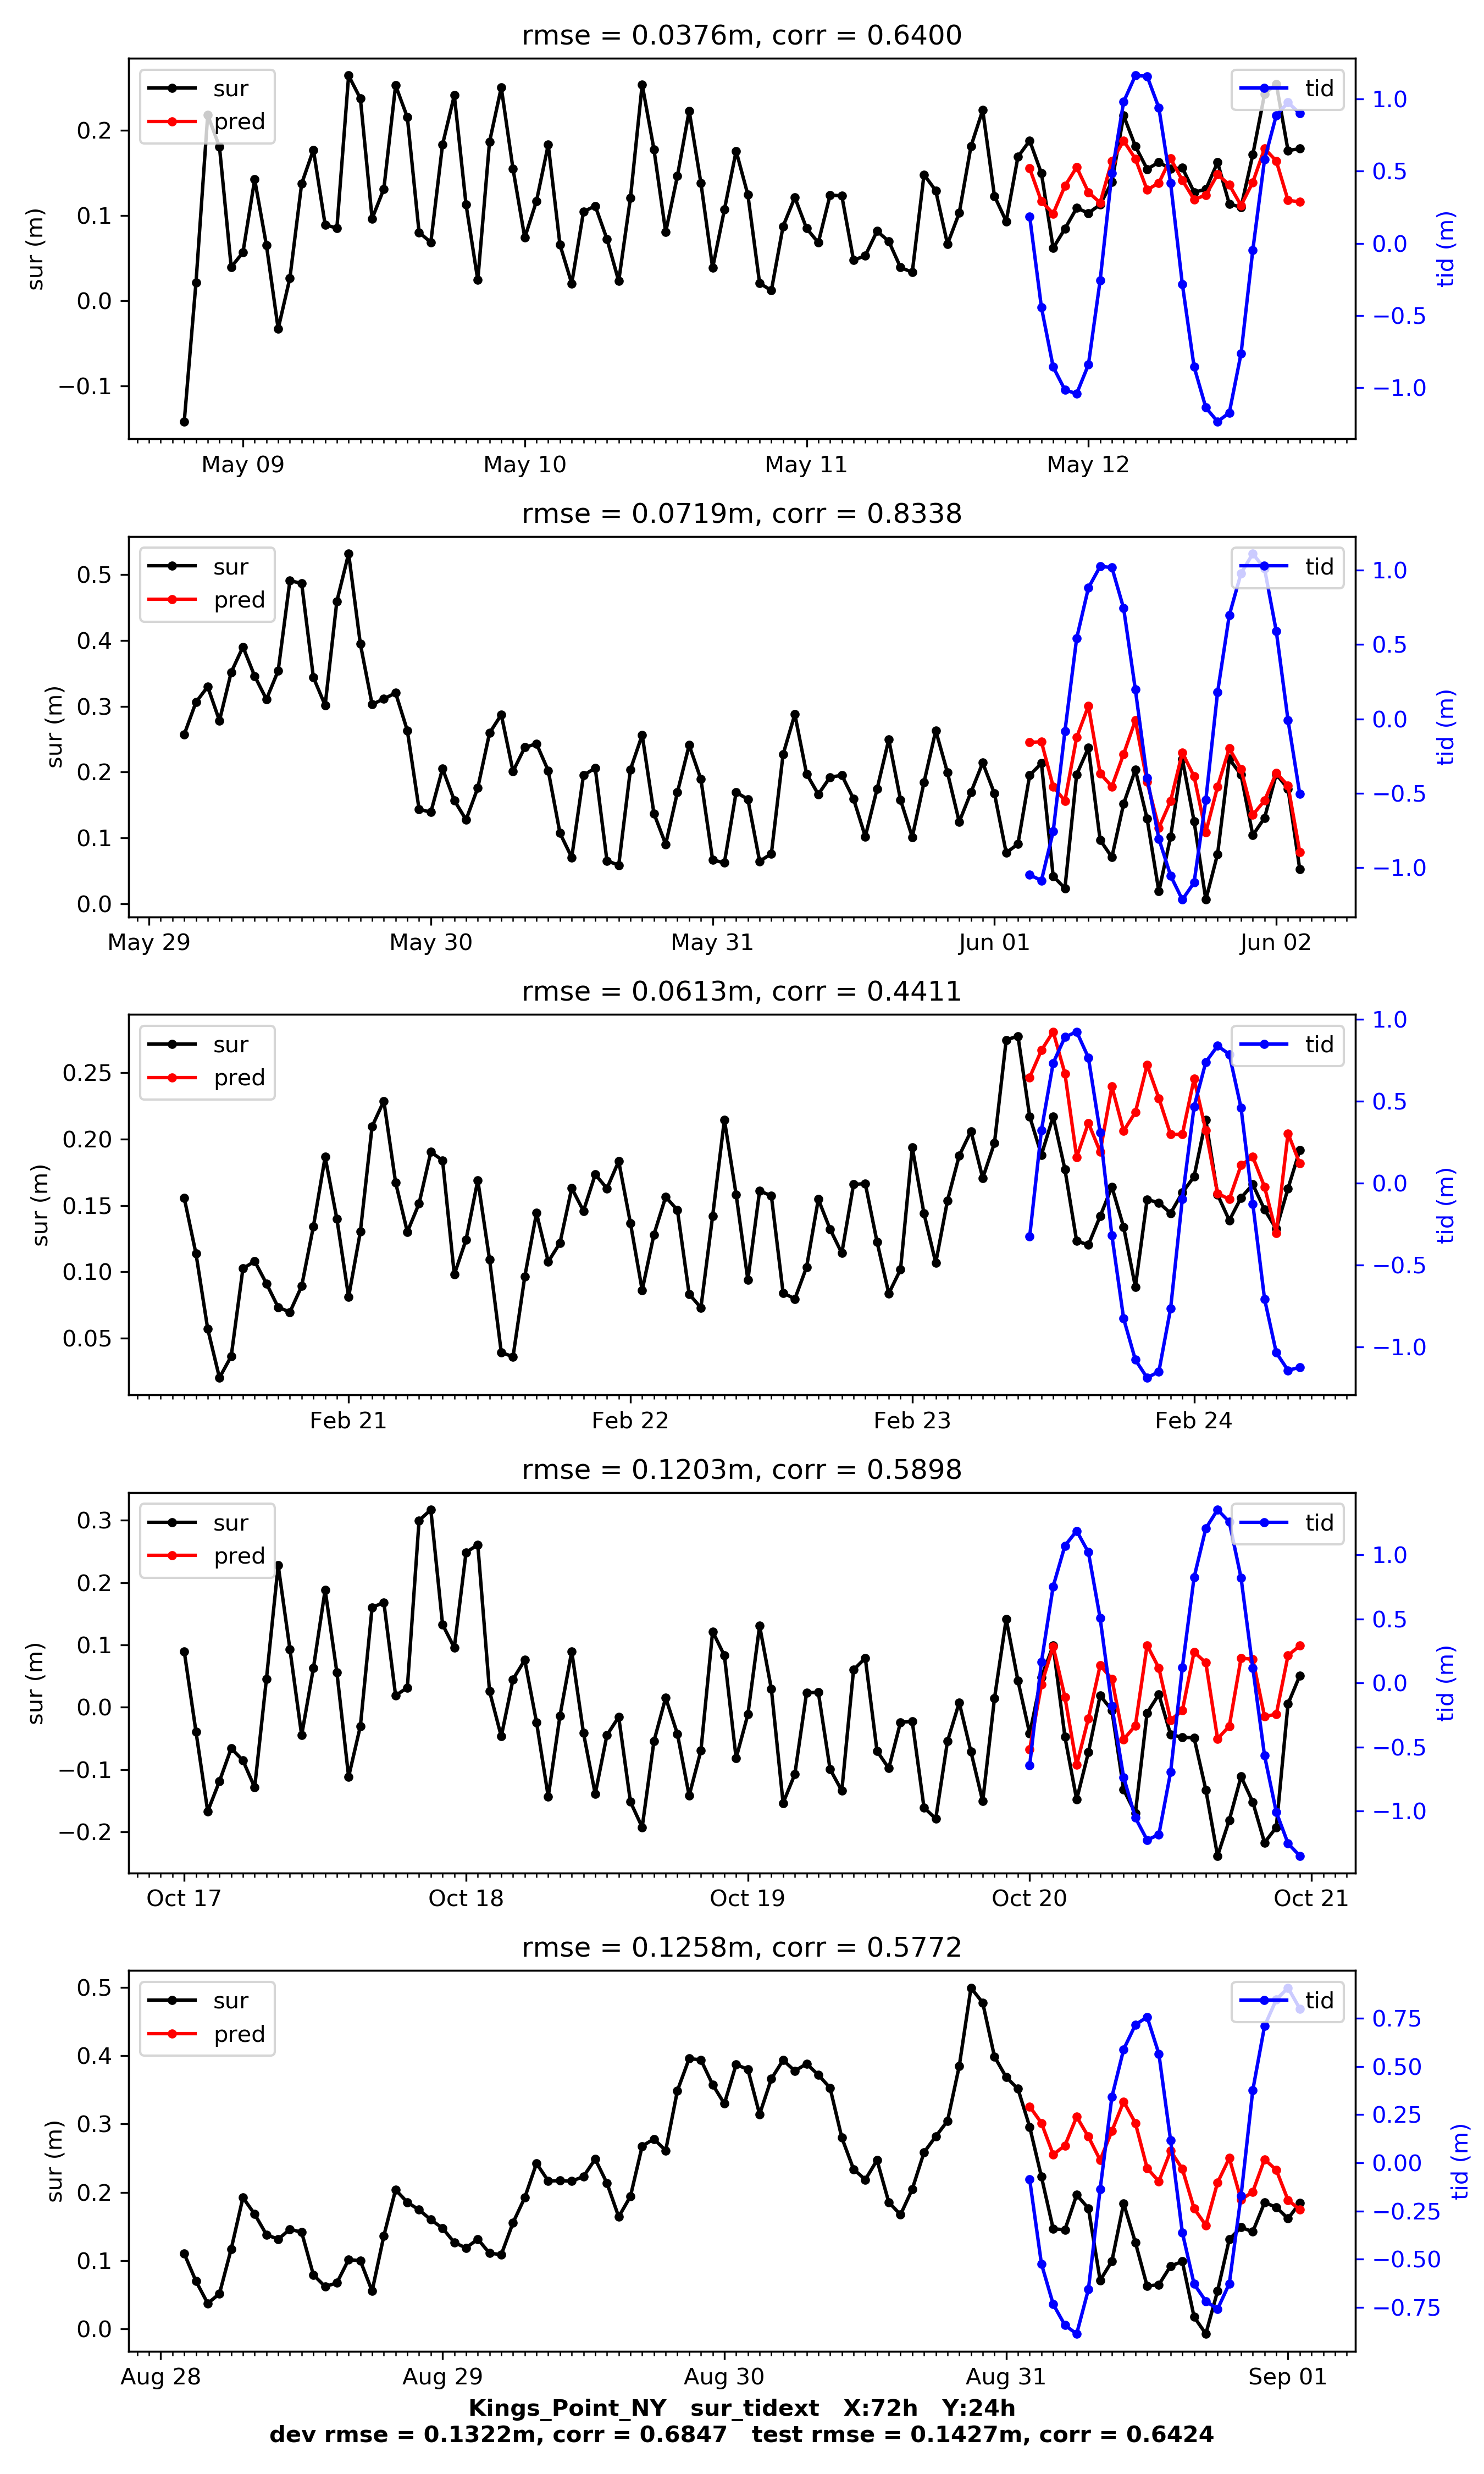 rmse = 0.0376m, corr = 0.6400
sur
pred
tid
0.2
0.1
0.0
−0.1
sur (m)
1.0
0.5
0.0
−0.5
−1.0
tid (m)
May 09 May 10 May 11 May 12
rmse = 0.0719m, corr = 0.8338
sur
pred
tid
0.5
0.4
0.3
0.2
0.1
0.0
sur (m)
1.0
0.5
0.0
−0.5
−1.0
tid (m)
May 29 May 30 May 31 Jun 01 Jun 02
rmse = 0.0613m, corr = 0.4411
sur
pred
tid
0.25
0.20
0.15
0.10
0.05
sur (m)
1.0
0.5
0.0
−0.5
−1.0
tid (m)
Feb 21 Feb 22 Feb 23 Feb 24
rmse = 0.1203m, corr = 0.5898
sur
pred
tid
0.3
0.2
0.1
0.0
−0.1
−0.2
sur (m)
1.0
0.5
0.0
−0.5
−1.0
tid (m)
Oct 17 Oct 18 Oct 19 Oct 20 Oct 21
rmse = 0.1258m, corr = 0.5772
sur
pred
tid
0.5
0.4
0.3
0.2
0.1
0.0
sur (m)
0.75
0.50
0.25
0.00
−0.25
−0.50
−0.75
tid (m)
Aug 28 Aug 29 Aug 30 Aug 31 Sep 01
Kings_Point_NY sur_tidext X:72h Y:24h
dev rmse = 0.1322m, corr = 0.6847 test rmse = 0.1427m, corr = 0.6424